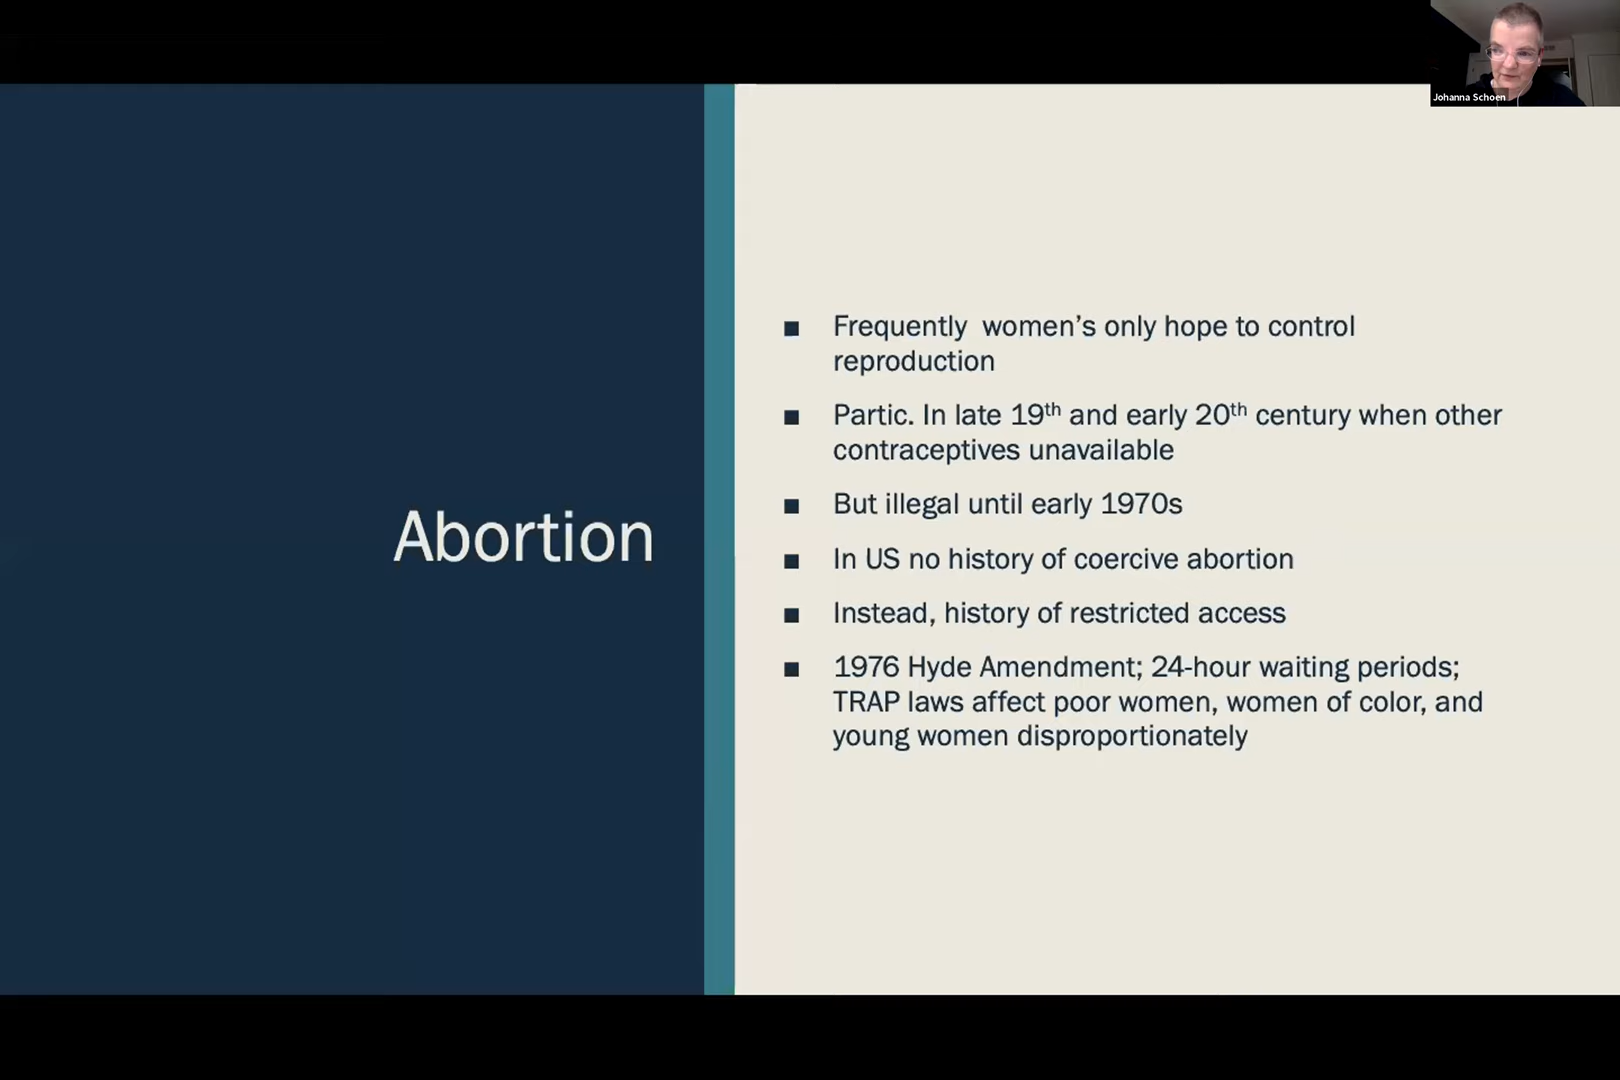 Johanna Schoen
Abortion
■ Frequently  women’s only hope to control
reproduction
■ Partic. In late 19th and early 20th century when other
contraceptives unavailable
■ But illegal until early 1970s
■ In US no history of coercive abortion
■ Instead, history of restricted access
■ 1976 Hyde Amendment; 24-hour waiting periods;
TRAP laws affect poor women, women of color, and
young women disproportionately